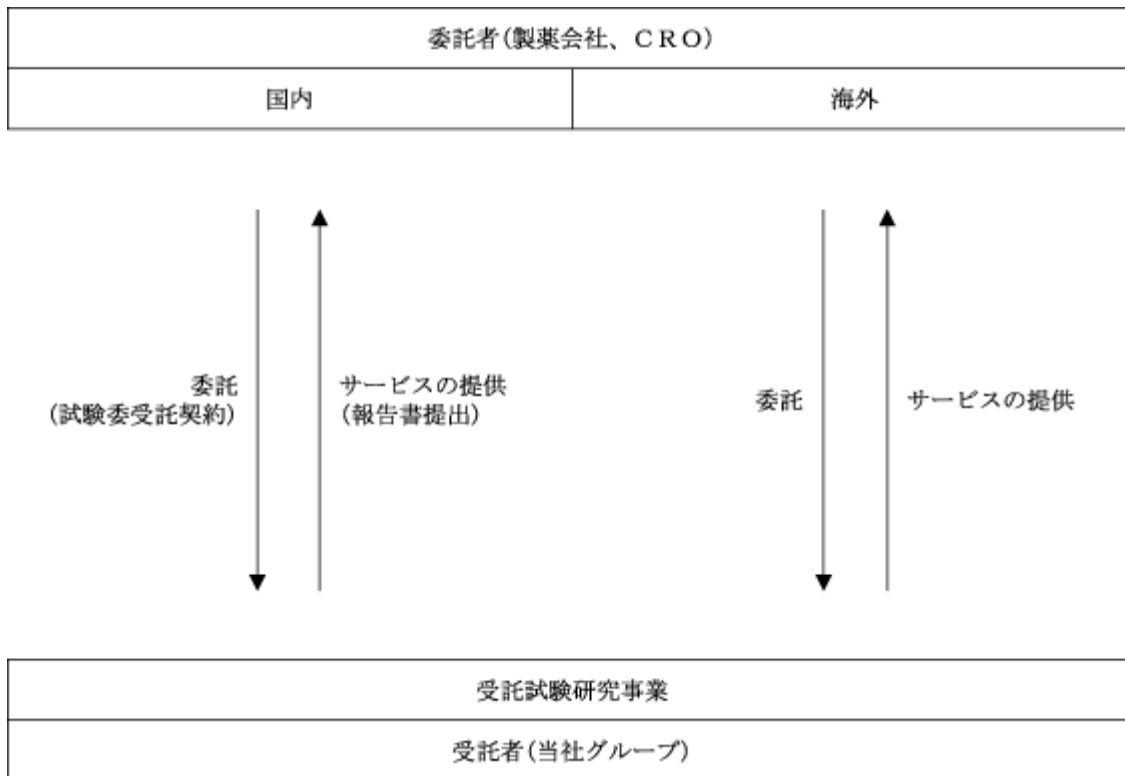 委託者(製薬会社、ＣＲＯ)
国内
海外
委託
(試験委受託契約)
サービスの提供
(報告書提出)
委託
サービスの提供
受託試験研究事業
受託者(当社グループ)